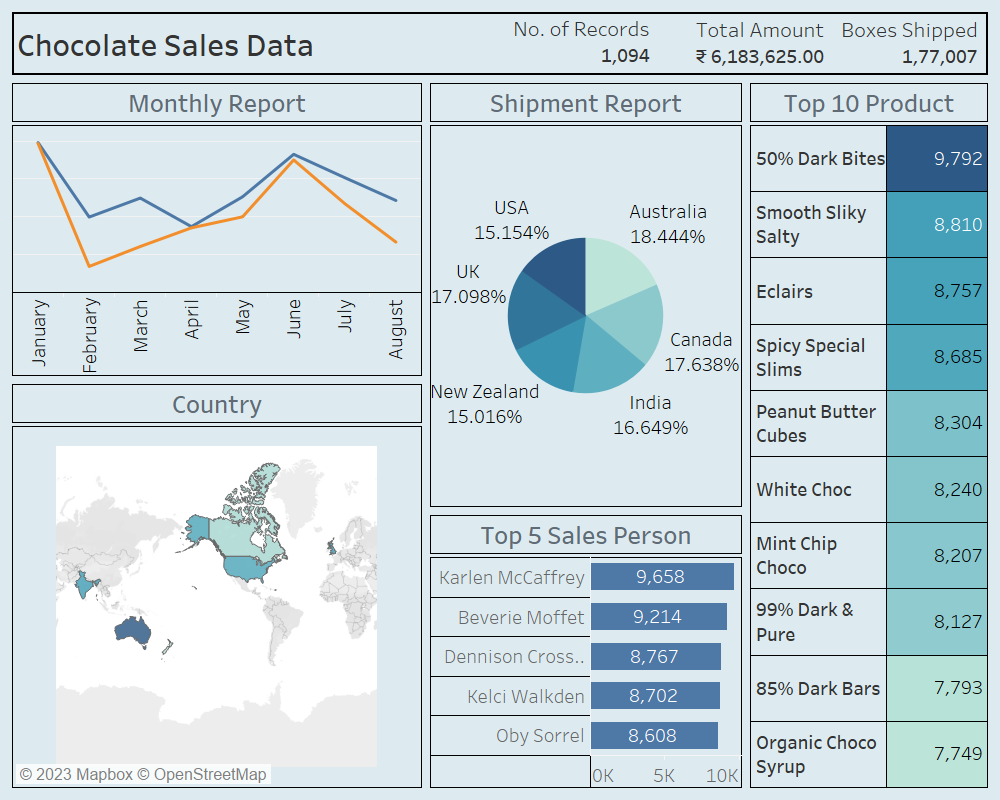 Chocolate Sales Data
No. of Records
1,094
Total Amount
₹ 6,183,625.00
Boxes Shipped
1,77,007
Monthly Report
January
February
March
April
May
June
July
August
Country
© 2023 Mapbox © OpenStreetMap
Shipment Report
USA
15.154%
Australia
18.444%
UK
17.098%
Canada
17.638%
New Zealand
15.016%
India
16.649%
Top 5 Sales Person
Karlen McCaffrey
9,658
Beverie Moffet
9,214
Dennison Cross..
8,767
Kelci Walkden
8,702
Oby Sorrel
8,608
0K
5K
10K
Top 10 Product
50% Dark Bites
9,792
Smooth Sliky
Salty
8,810
Eclairs
8,757
Spicy Special
Slims
8,685
Peanut Butter
Cubes
8,304
White Choc
8,240
Mint Chip
Choco
8,207
99% Dark &
Pure
8,127
85% Dark Bars
7,793
Organic Choco
Syrup
7,749